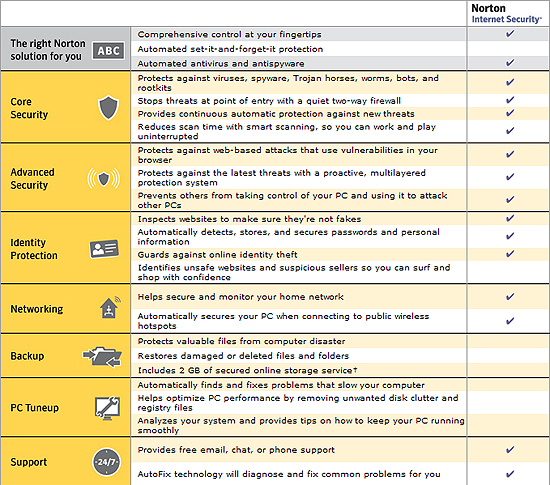 Norton
Internet Security™
The right Norton
solution for you
ABC
Comprehensive control at your fingertips
Automated set-it-and-forget-it protection
Automated antivirus and antispyware
Core
Security
Protects against viruses, spyware, Trojan horses, worms, bots, and
rootkits
Stops threats at point of entry with a quiet two-way firewall
Provides continuous automatic protection against new threats
Reduces scan time with smart scanning, so you can work and play
uninterrupted
Advanced
Security
Protects against web-based attacks that use vulnerabilities in your
browser
Protects against the latest threats with a proactive, multilayered
protection system
Prevents others from taking control of your PC and using it to attack
other PCs
Identity
Protection
Inspects websites to make sure they're not fakes
Automatically detects, stores, and secures passwords and personal
information
Guards against online identity theft
Identifies unsafe websites and suspicious sellers so you can surf and
shop with confidence
Networking
Helps secure and monitor your home network
Automatically secures your PC when connecting to public wireless
hotspots
Backup
Protects valuable files from computer disaster
Restores damaged or deleted files and folders
Includes 2 GB of secured online storage service†
PC Tuneup
Automatically finds and fixes problems that slow your computer
Helps optimize PC performance by removing unwanted disk clutter and
registry files
Analyzes your system and provides tips on how to keep your PC running
smoothly
Support
24/7
Provides free email, chat, or phone support
AutoFix technology will diagnose and fix common problems for you